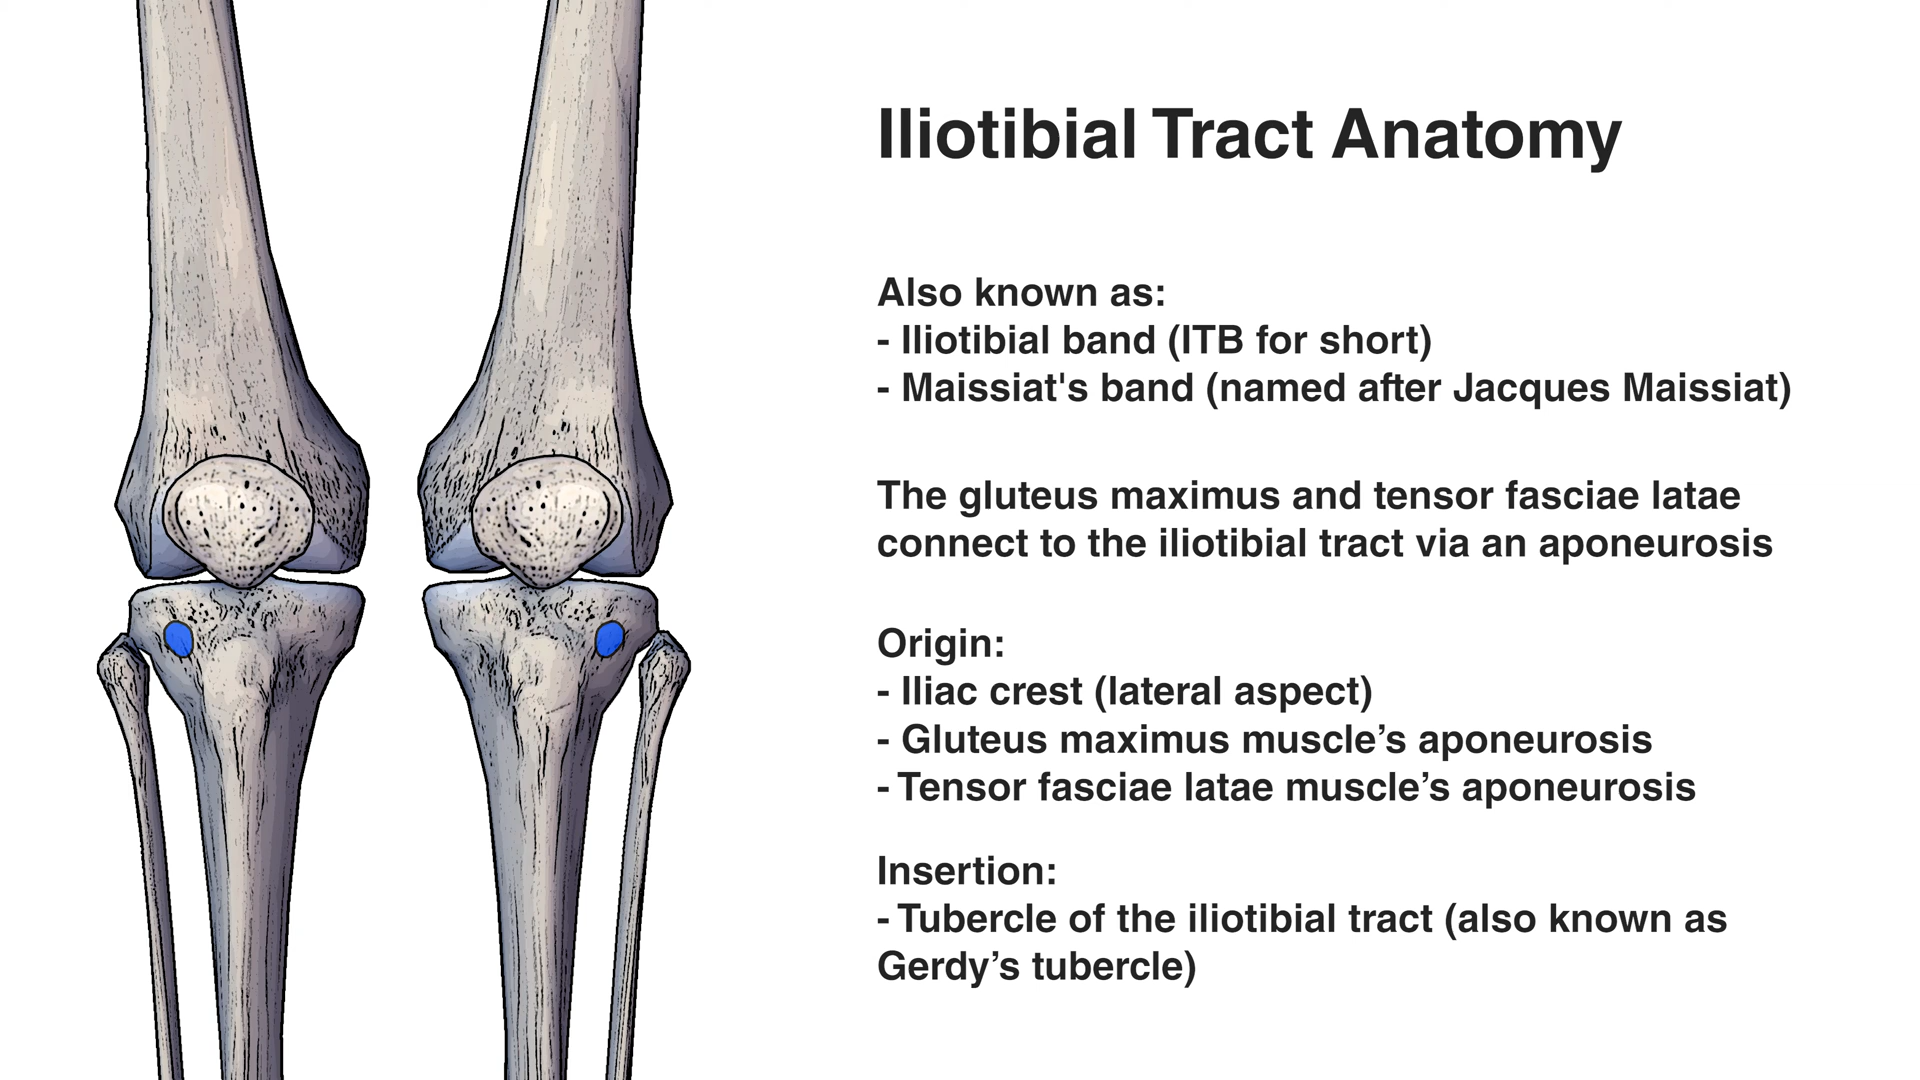 Iliotibial Tract Anatomy
Also known as:
- Iliotibial band (ITB for short)
- Maissiat's band (named after Jacques Maissiat)
The gluteus maximus and tensor fasciae latae
connect to the iliotibial tract via an aponeurosis
Origin:
- Iliac crest (lateral aspect)
- Gluteus maximus muscle’s aponeurosis
- Tensor fasciae latae muscle’s aponeurosis
Insertion:
- Tubercle of the iliotibial tract (also known as
Gerdy’s tubercle)